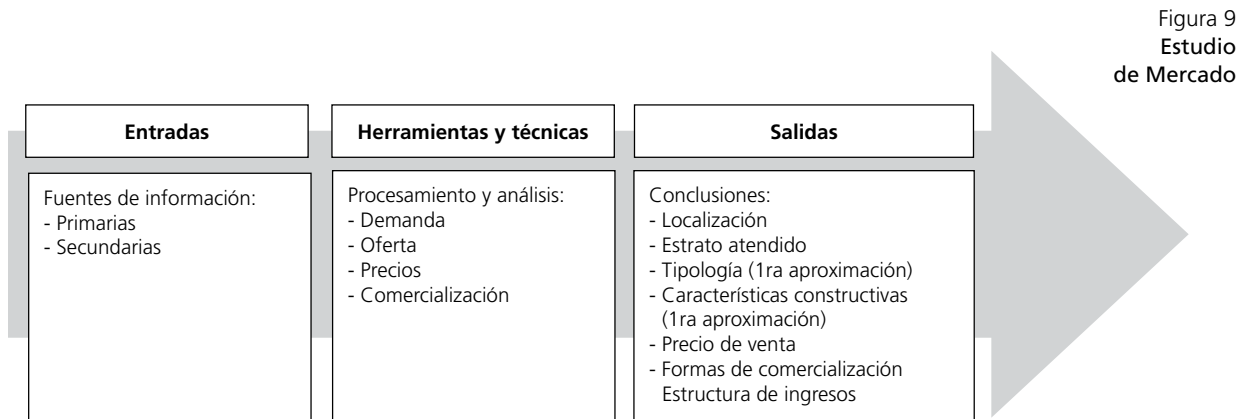 Figura 9
Estudio
de Mercado
Entradas
Fuentes de información:
- Primarias
- Secundarias
Herramientas y técnicas
Procesamiento y análisis:
- Demanda
- Oferta
- Precios
- Comercialización
Salidas
Conclusiones:
- Localización
- Estrato atendido
- Tipología (1ra aproximación)
- Características constructivas
(1ra aproximación)
- Precio de venta
- Formas de comercialización
Estructura de ingresos